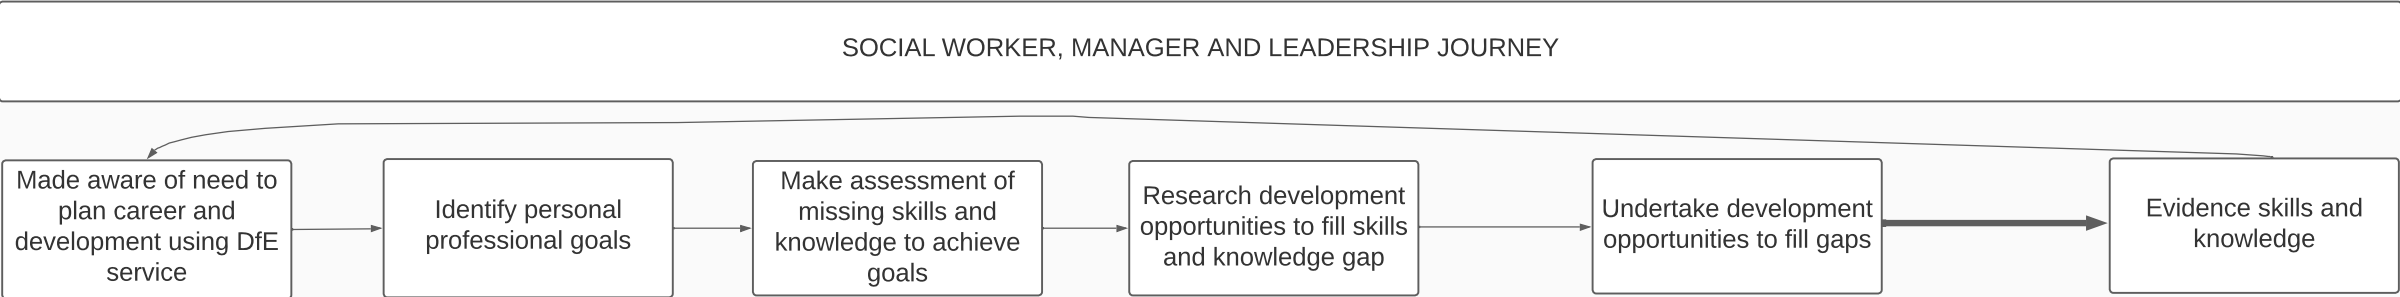 SOCIAL WORKER, MANAGER AND LEADERSHIP JOURNEY
Made aware of need to
plan career and
development using DfE
service
Identify personal
professional goals
Make assessment of
missing skills and
knowledge to achieve
goals
Research development
opportunities to fill skills
and knowledge gap
Undertake development
opportunities to fill gaps
Evidence skills and
knowledge